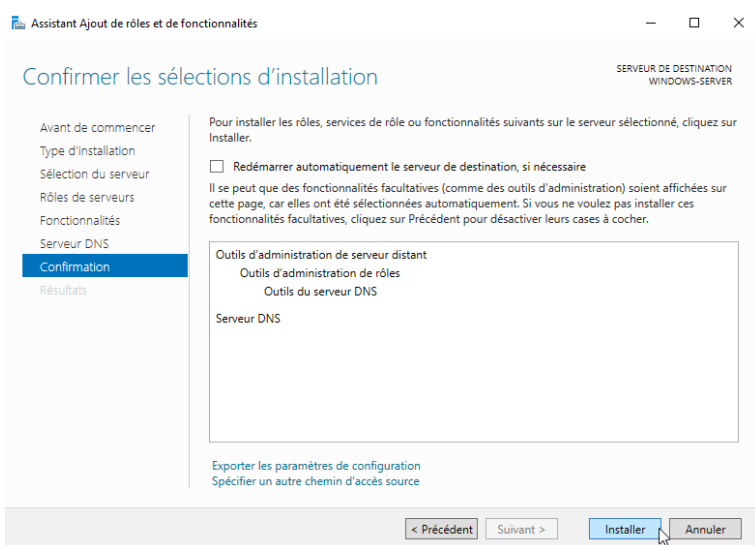 Assistant Ajout de rôles et de fonctionnalités
Confirmer les sélections d'installation
SERVEUR DE DESTINATION
WINDOWS-SERVER
Avant de commencer
Type d'installation
Sélection du serveur
Rôles de serveurs
Fonctionnalités
Serveur DNS
Confirmation
Résultats
Pour installer les rôles, services de rôle ou fonctionnalités suivants sur le serveur sélectionné, cliquez sur
Installer.
Redémarrer automatiquement le serveur de destination, si nécessaire
Il se peut que des fonctionnalités facultatives (comme des outils d'administration) soient affichées sur
cette page, car elles ont été sélectionnées automatiquement. Si vous ne voulez pas installer ces
fonctionnalités facultatives, cliquez sur Précédent pour désactiver leurs cases à cocher.
Outils d'administration de serveur distant
Outils d'administration de rôles
Outils du serveur DNS
Serveur DNS
Exporter les paramètres de configuration
Spécifier un autre chemin d'accès source
< Précédent
Suivant >
Installer
Annuler